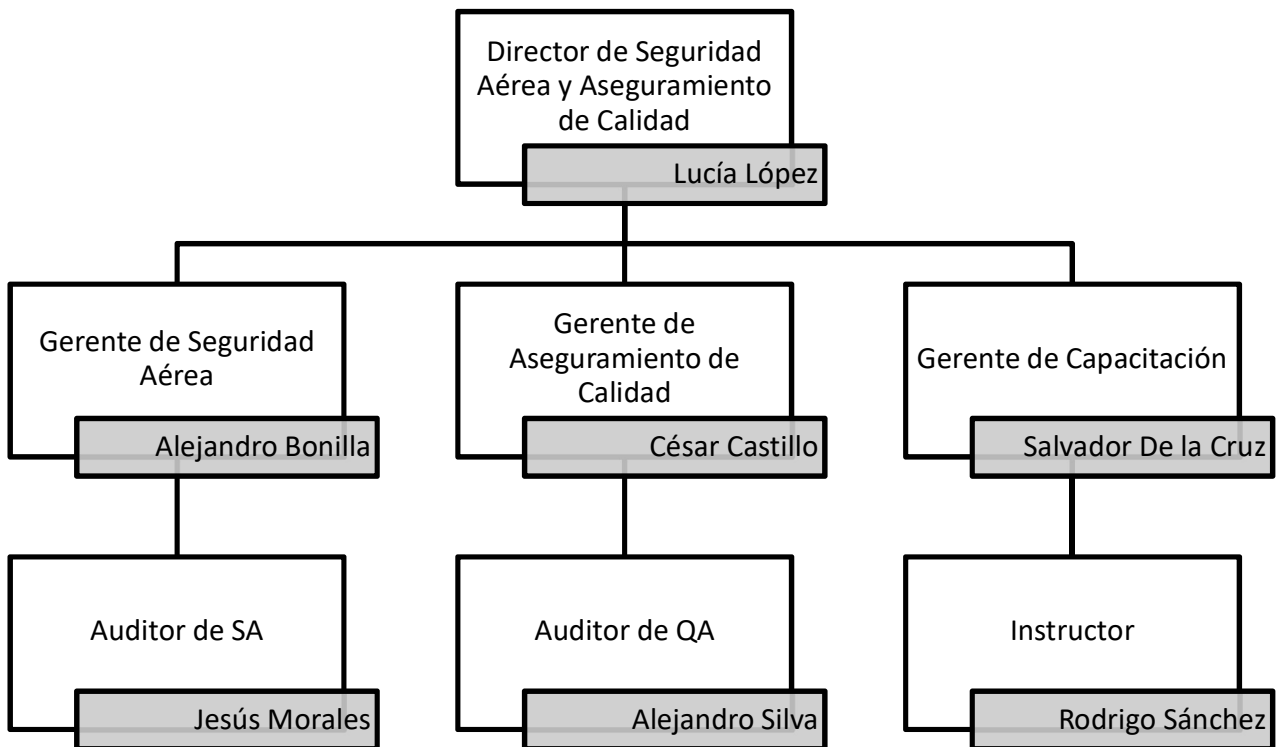 Director de Seguridad
Aérea y Aseguramiento
de Calidad
Lucía López
Gerente de Seguridad
Aérea
Alejandro Bonilla
Gerente de
Aseguramiento de
Calidad
César Castillo
Gerente de Capacitación
Salvador De la Cruz
Auditor de SA
Jesús Morales
Auditor de QA
Alejandro Silva
Instructor
Rodrigo Sánchez